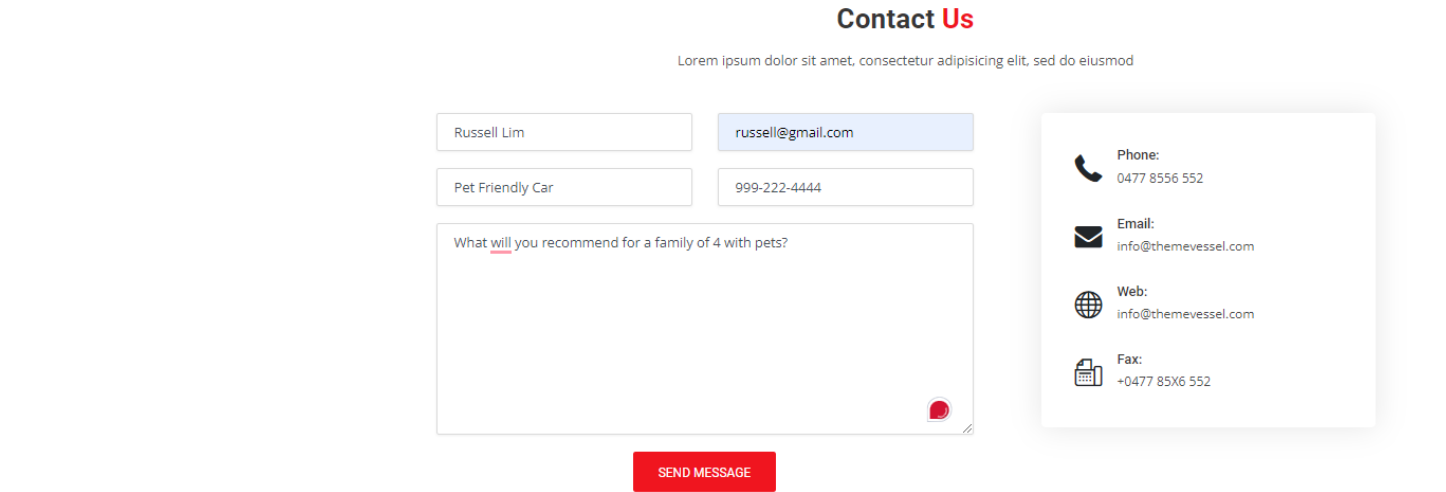 Contact Us
Lorem ipsum dolor sit amet, consectetur adipisicing elit, sed do eiusmod
Russell Lim
russell@gmail.com
Pet Friendly Car
999-222-4444
What will you recommend for a family of 4 with pets?
SEND MESSAGE
Phone:
0477 8556 552
Email:
info@themevessel.com
Web:
info@themevessel.com
Fax:
+0477 85X6 552